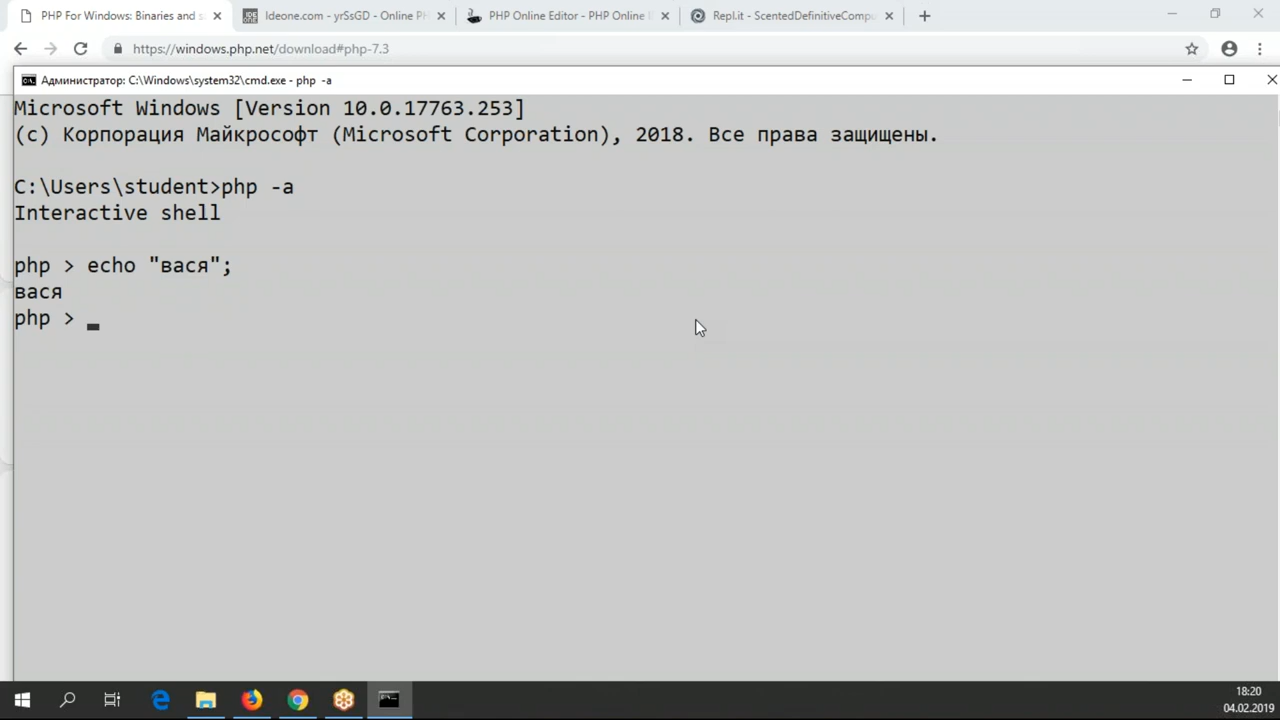 PHP For Windows: Binaries and s
Ideone.com - yrSsGD - Online PH
PHP Online Editor - PHP Online I
Repl.it - ScentedDefinitiveCompu
https://windows.php.net/download#php-7.3
Администратор: C:\Windows\system32\cmd.exe - php -a
Microsoft Windows [Version 10.0.17763.253]
(c) Корпорация Майкрософт (Microsoft Corporation), 2018. Все права защищены.
C:\Users\student>php -a
Interactive shell
php > echo "вася";
вася
php >
18:20
04.02.2019